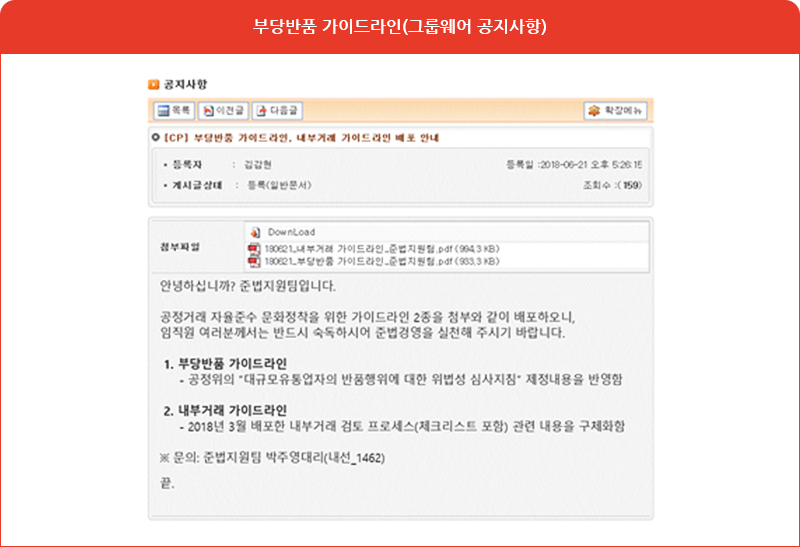 부당반품 가이드라인(그룹웨어 공지사항)
공지사항
목록 이전글 다음글 확장메뉴
[CP] 부당반품 가이드라인, 내부거래 가이드라인 배포 안내
• 등록자 : 김갑현 등록일 :2018-06-21 오후 5:26:15
• 게시글상태 : 등록(일반문서) 조회수 :( 159)
첨부파일
DownLoad
180621_내부거래 가이드라인_준법지원팀.pdf (994.3 KB)
180621_부당반품 가이드라인_준법지원팀.pdf (933.3 KB)
안녕하십니까? 준법지원팀입니다.
공정거래 자율준수 문화정착을 위한 가이드라인 2종을 첨부와 같이 배포하오니,
임직원 여러분께서는 반드시 숙독하시어 준법경영을 실천해 주시기 바랍니다.
1. 부당반품 가이드라인
- 공정위의 "대규모유통업자의 반품행위에 대한 위법성 심사지침" 제정내용을 반영함
2. 내부거래 가이드라인
- 2018년 3월 배포한 내부거래 검토 프로세스(체크리스트 포함) 관련 내용을 구체화함
※ 문의: 준법지원팀 박주영대리(내선_1462)
끝.